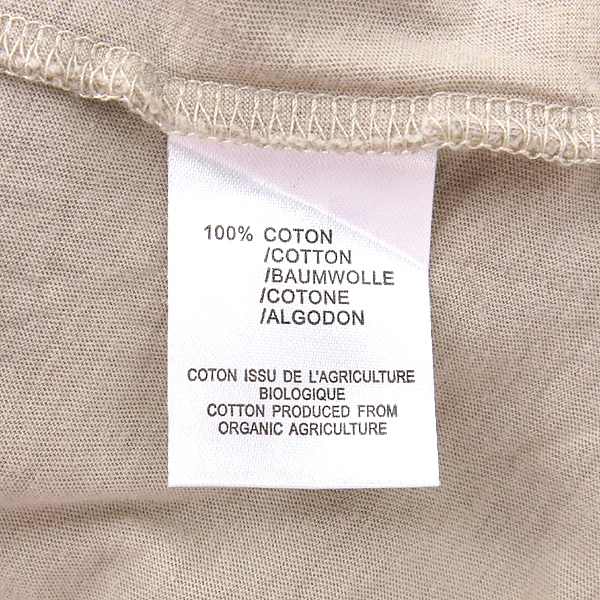 100% COTON
/COTTON
/BAUMWOLLE
/COTONE
/ALGODON
COTON ISSU DE L'AGRICULTURE
BIOLOGIQUE
COTTON PRODUCED FROM
ORGANIC AGRICULTURE